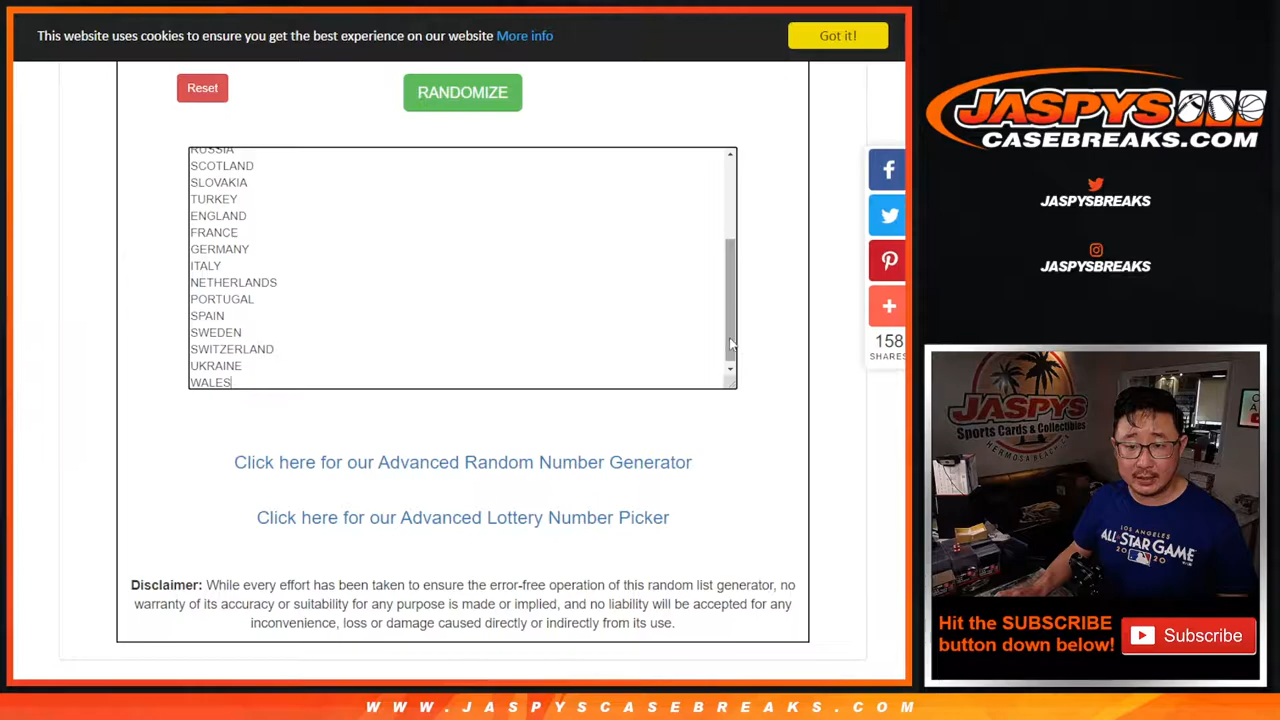 This website uses cookies to ensure you get the best experience on our website More info
Got it!
Reset
RANDOMIZE
RUSSIA
SCOTLAND
SLOVAKIA
TURKEY
ENGLAND
FRANCE
GERMANY
ITALY
NETHERLANDS
PORTUGAL
SPAIN
SWEDEN
SWITZERLAND
UKRAINE
WALES
158
SHARES
Click here for our Advanced Random Number Generator
Click here for our Advanced Lottery Number Picker
Disclaimer: While every effort has been taken to ensure the error-free operation of this random list generator, no
warranty of its accuracy or suitability for any purpose is made or implied, and no liability will be accepted for any
inconvenience, loss or damage caused directly or indirectly from its use.
JASPYS
CASEBREAKS.COM
JASPYSBREAKS
JASPYSBREAKS
JASPYS
Sports Cards & Collectibles
HERMOSA BEACH, CA
LOS ANGELES
ALL STAR GAME
2020
Hit the SUBSCRIBE
button down below!
Subscribe
WWW.JASPYSCASEBREAKS.COM